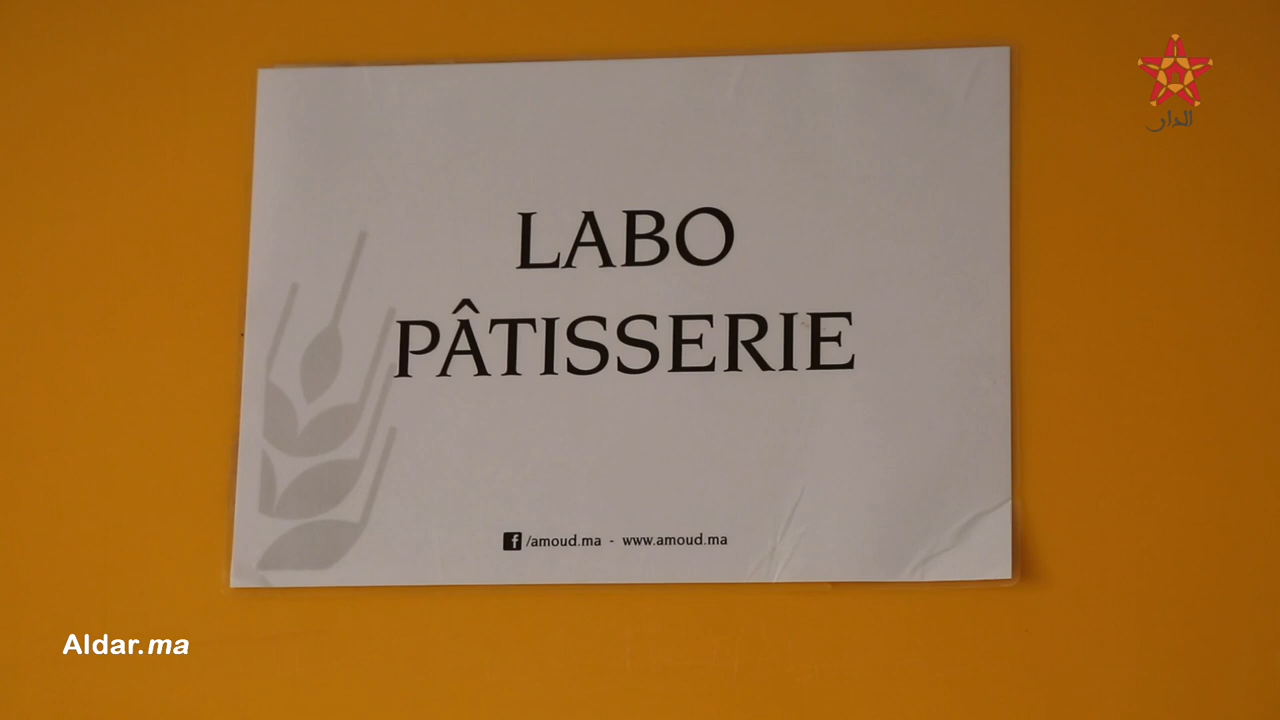 الدار
LABO
PÂTISSERIE
f /amoud.ma - www.amoud.ma
Aldar.ma